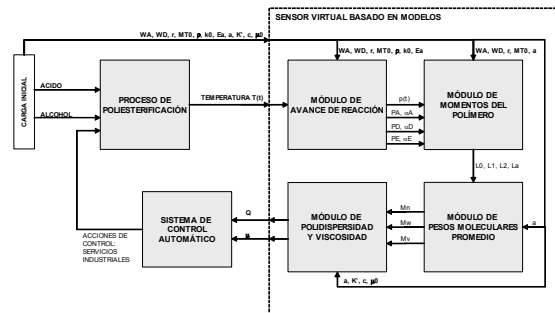 SENSOR VIRTUAL BASADO EN MODELOS
WA, WD, r, MT0, p, k0, Ea, a, K', c, µ0
WA, WD, r, MT0, p, k0, Ea
WA, WD, r, MT0, a
CARGA INICIAL
ACIDO
ALCOHOL
PROCESO DE
POLIESTERIFICACIÓN
TEMPERATURA T(t)
MÓDULO DE
AVANCE DE REACCIÓN
p(t)
PA, αA
PD, αD
PE, αE
MÓDULO DE
MOMENTOS DEL
POLÍMERO
L0, L1, L2, La
ACCIONES DE
CONTROL:
SERVICIOS
INDUSTRIALES
SISTEMA DE
CONTROL
AUTOMÁTICO
Q
µ
MÓDULO DE
POLIDISPERSIDAD
Y VISCOSIDAD
Mn
Mw
Mv
MÓDULO DE
PESOS MOLECULARES
PROMEDIO
a
a, K', c, µ0